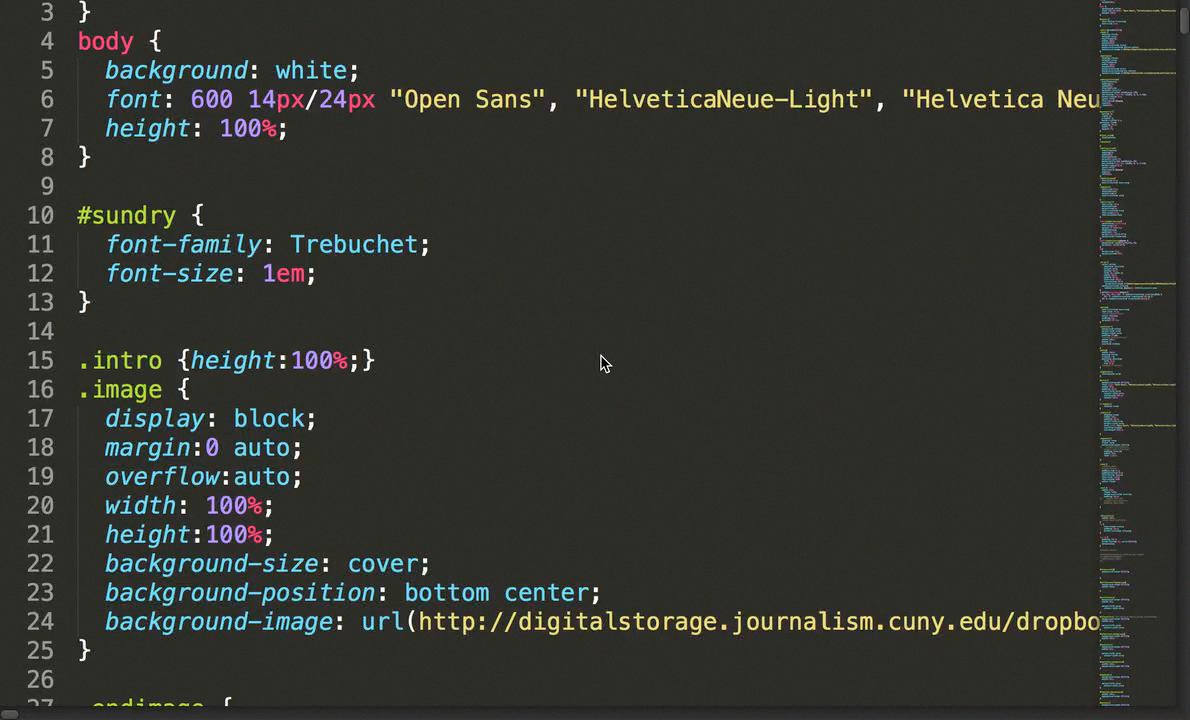 3 }
4 body {
5 background: white;
6 font: 600 14px/24px "Open Sans", "HelveticaNeue-Light", "Helvetica Neu
7 height: 100%;
8 }
9
10 #sundry {
11 font-family: Trebuchet;
12 font-size: 1em;
13 }
14
15 .intro {height:100%;}
16 .image {
17 display: block;
18 margin:0 auto;
19 overflow:auto;
20 width: 100%;
21 height:100%;
22 background-size: cover;
23 background-position: bottom center;
24 background-image: url(http://digitalstorage.journalism.cuny.edu/dropbo
25 }
26
27 .endimage {